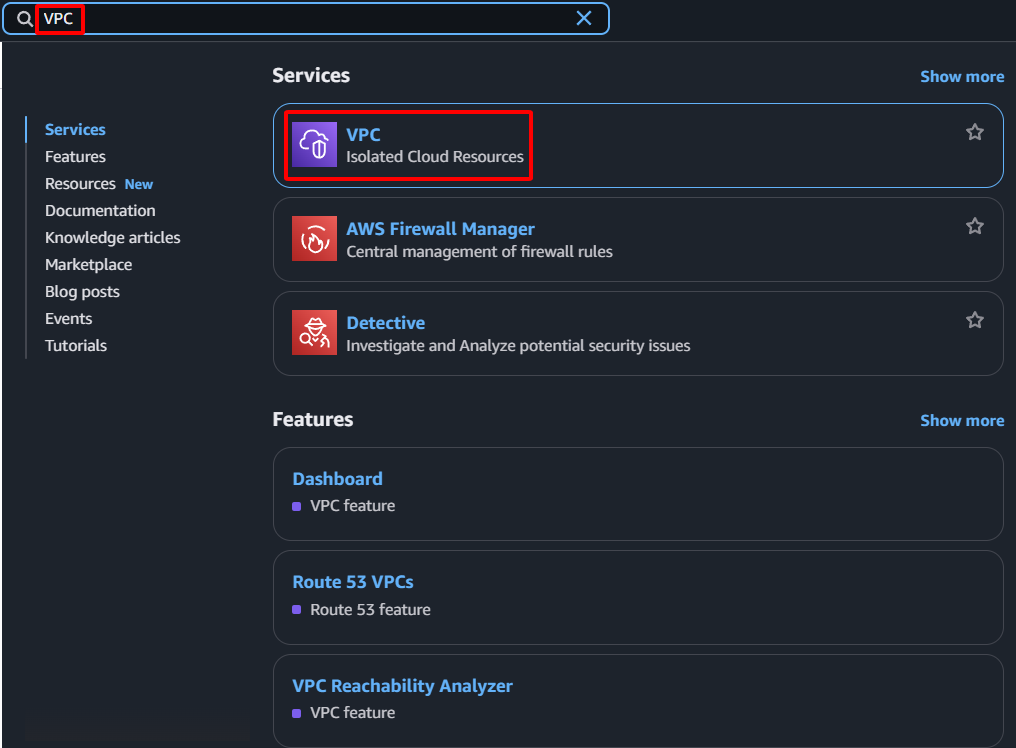 VPC
Services
Show more
Services
Features
Resources New
Documentation
Knowledge articles
Marketplace
Blog posts
Events
Tutorials
VPC
Isolated Cloud Resources
AWS Firewall Manager
Central management of firewall rules
Detective
Investigate and Analyze potential security issues
Features
Show more
Dashboard
VPC feature
Route 53 VPCs
Route 53 feature
VPC Reachability Analyzer
VPC feature